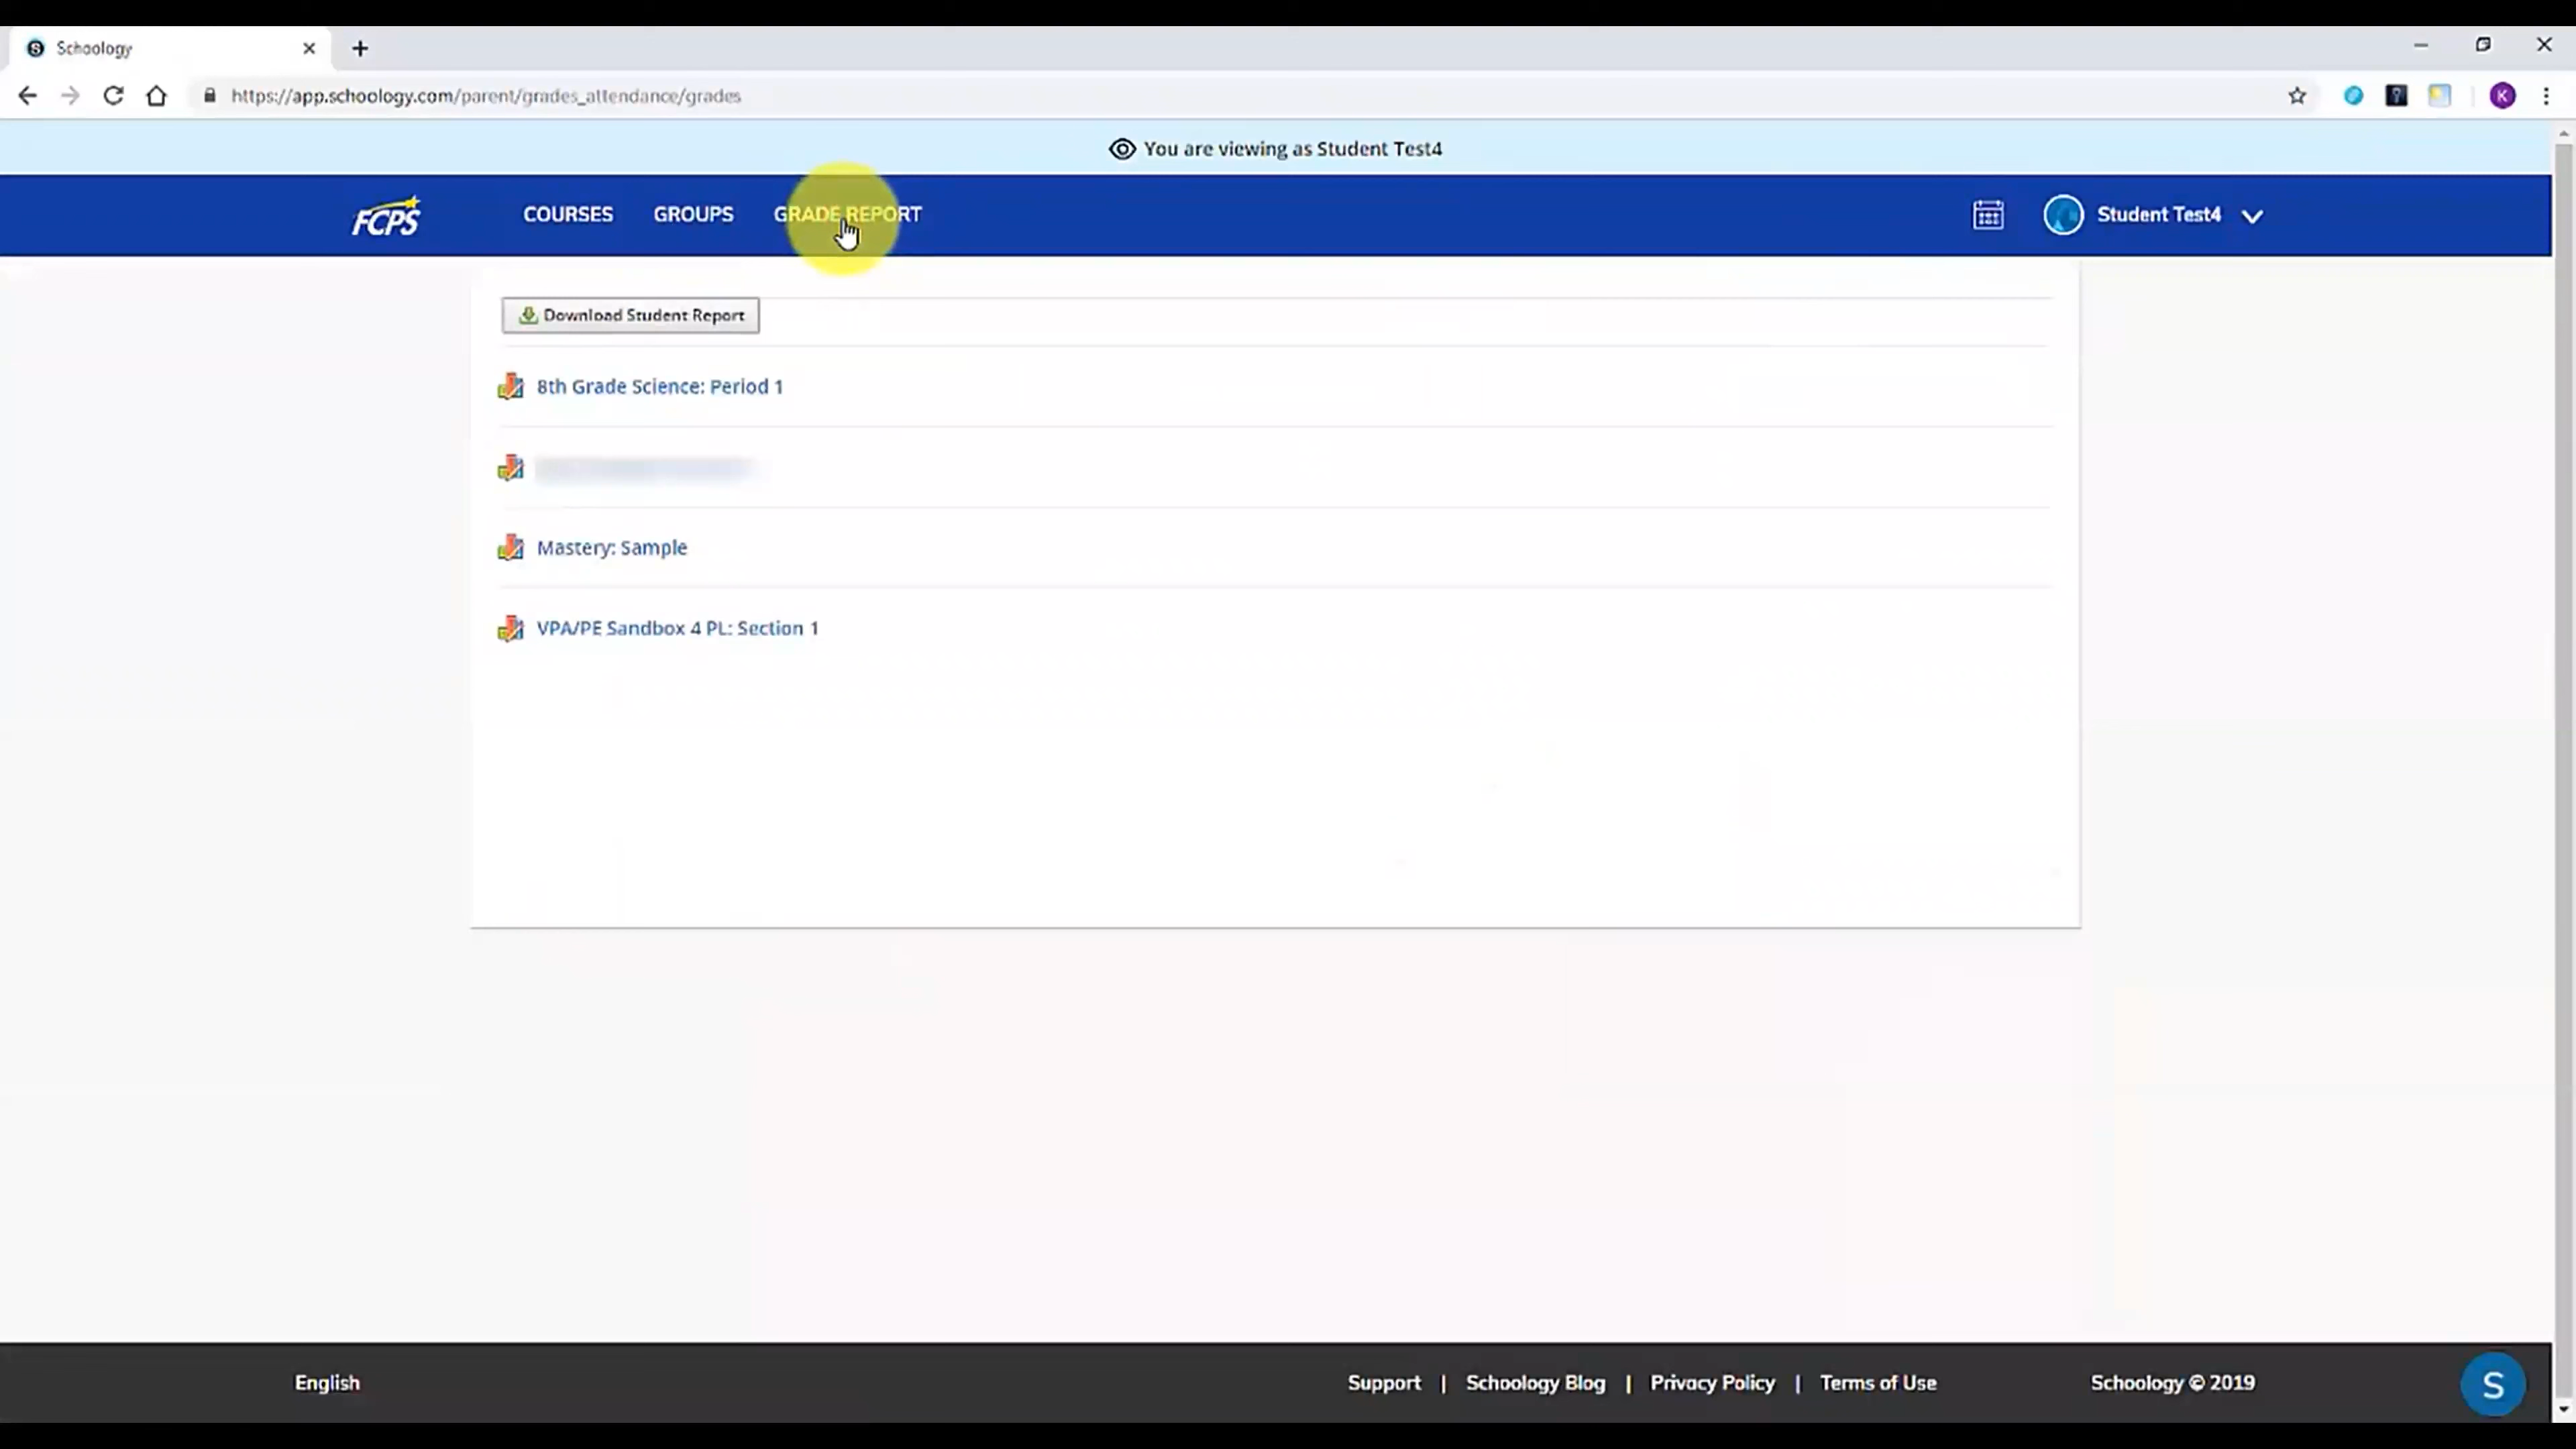 Schoology
https://app.schoology.com/parent/grades_attendance/grades
K
You are viewing as Student Test4
FCPS
COURSES
GROUPS
GRADE REPORT
Student Test4
Download Student Report
8th Grade Science: Period 1
Mastery: Sample
VPA/PE Sandbox 4 PL: Section 1
English
Support | Schoology Blog | Privacy Policy | Terms of Use
Schoology © 2019
S